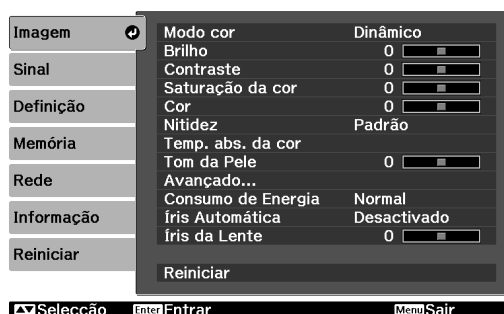 Imagem
Sinal
Definição
Memória
Rede
Informação
Reiniciar
Modo cor Dinâmico
Brilho 0
Contraste 0
Saturação da cor 0
Cor 0
Nitidez Padrão
Temp. abs. da cor
Tom da Pele 0
Avançado...
Consumo de Energia Normal
Íris Automática Desactivado
Íris da Lente 0
Reiniciar
Selecção Enter Entrar Menu Sair